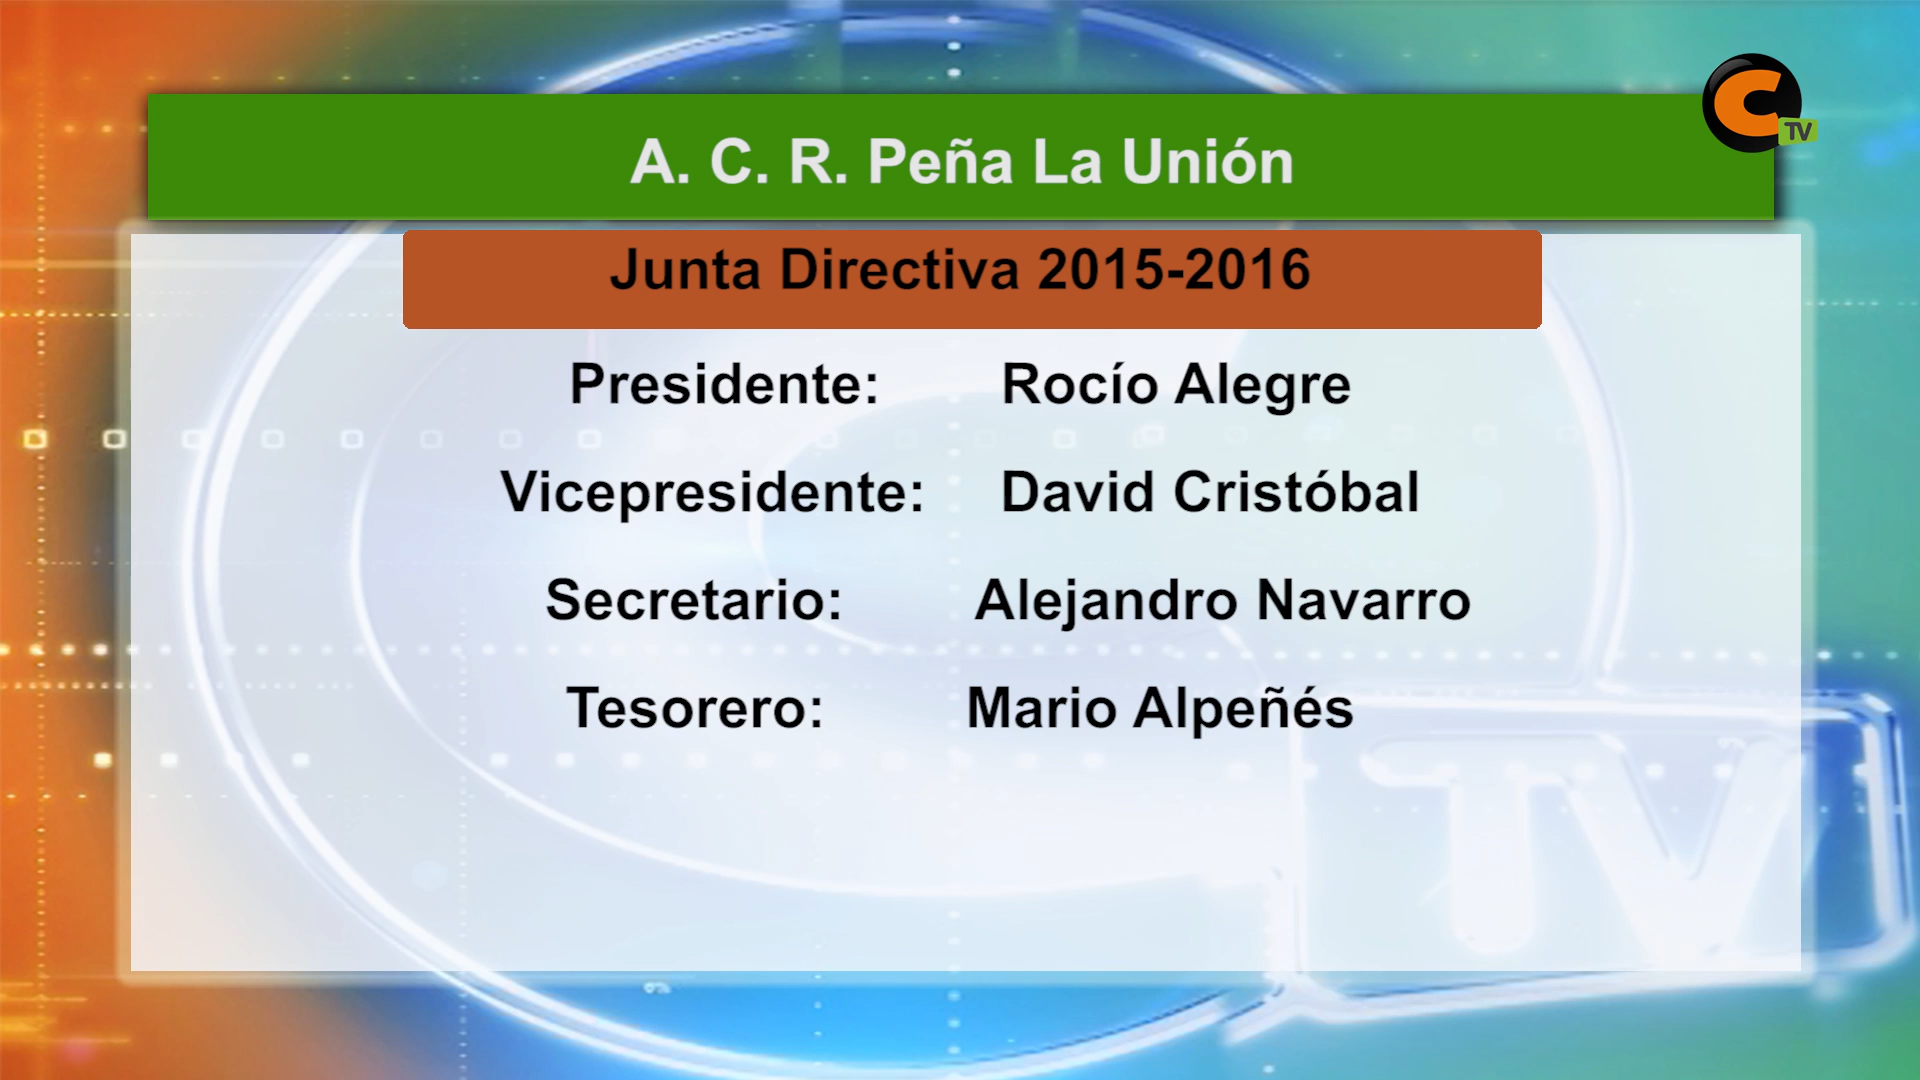 C TV
A. C. R. Peña La Unión
Junta Directiva 2015-2016
Presidente: Rocío Alegre
Vicepresidente: David Cristóbal
Secretario: Alejandro Navarro
Tesorero: Mario Alpeñés
TV